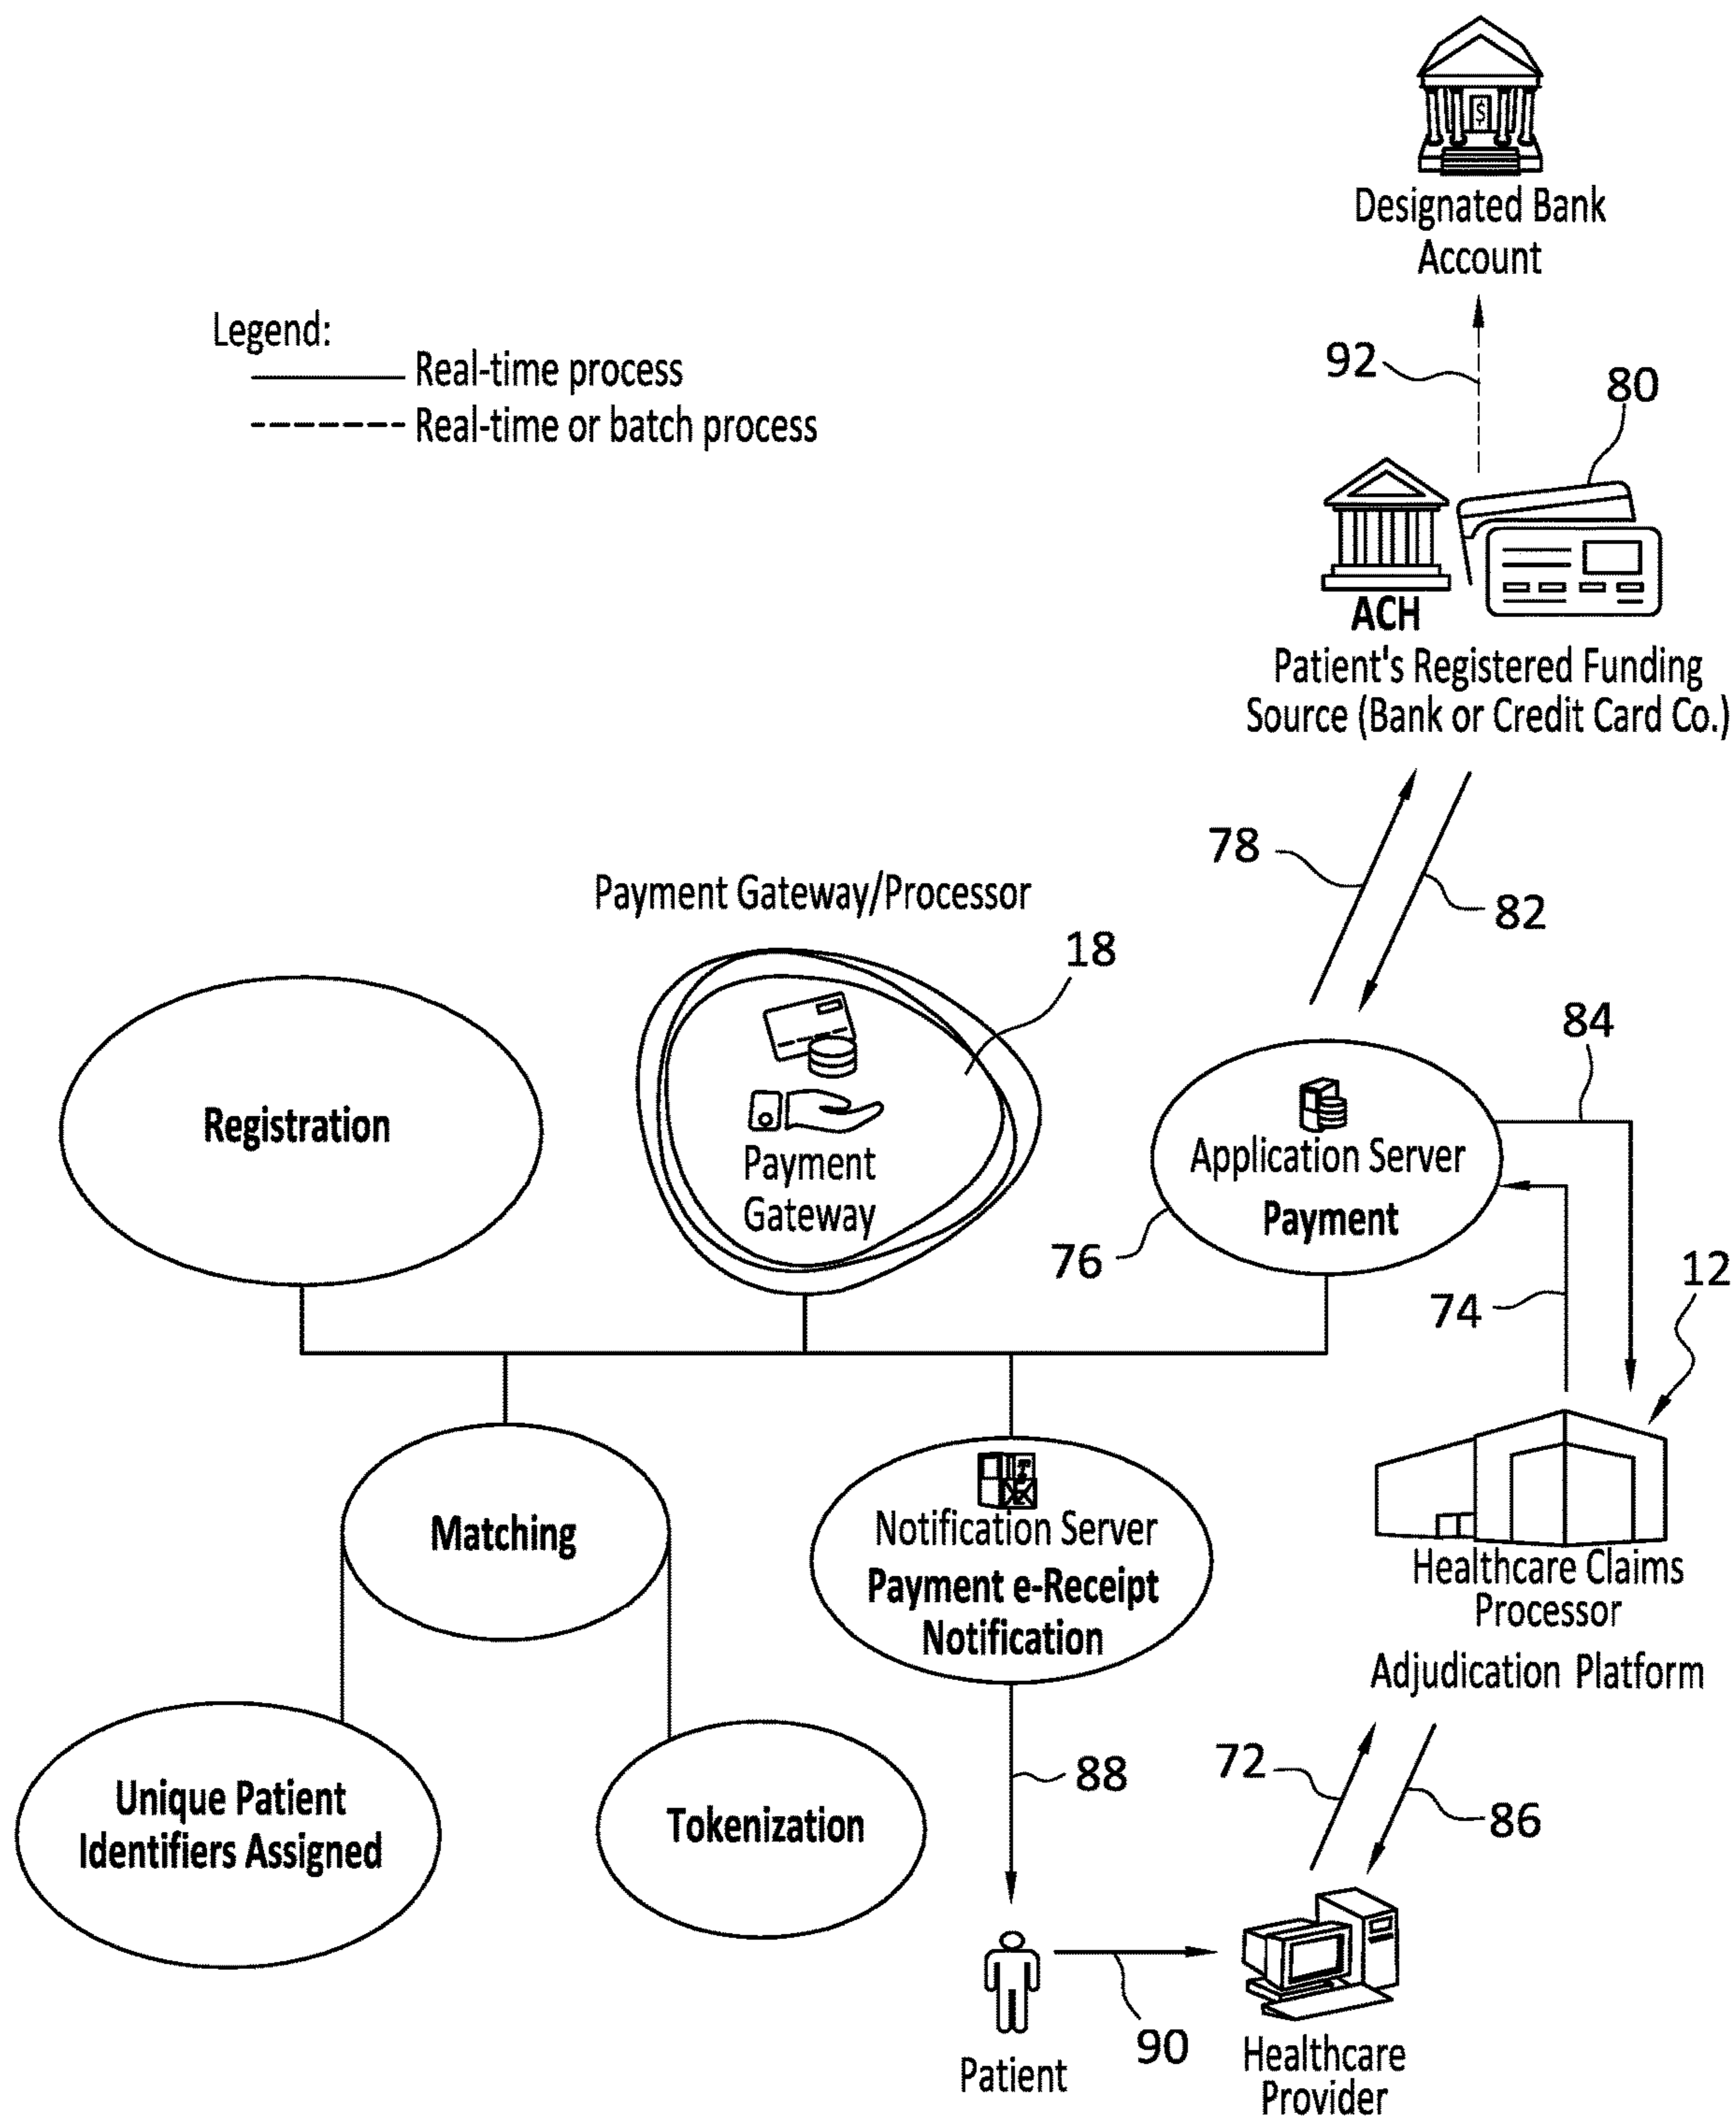 $
Designated Bank
Account
Legend:
Real-time process
Real-time or batch process
92
80
ACH
Patient's Registered Funding
Source (Bank or Credit Card Co.)
78
82
Payment Gateway/Processor
18
84
Registration
Payment
Gateway
Application Server
Payment
76
74
12
Matching
Notification Server
Payment e-Receipt
Notification
Healthcare Claims
Processor
Adjudication Platform
72
86
88
Unique Patient
Identifiers Assigned
Tokenization
90
Patient
Healthcare
Provider